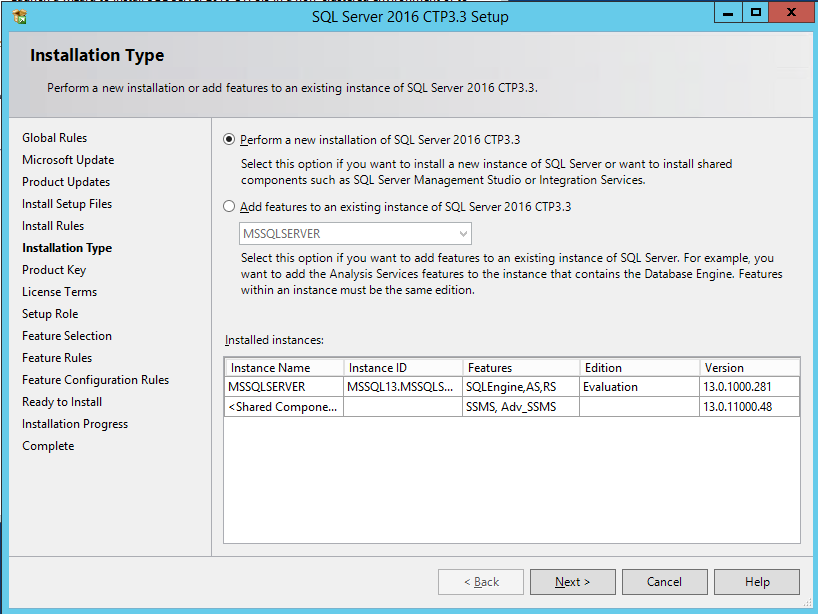 SQL Server 2016 CTP3.3 Setup
Installation Type
Perform a new installation or add features to an existing instance of SQL Server 2016 CTP3.3.
Global Rules
Microsoft Update
Product Updates
Install Setup Files
Install Rules
Installation Type
Product Key
License Terms
Setup Role
Feature Selection
Feature Rules
Feature Configuration Rules
Ready to Install
Installation Progress
Complete
Perform a new installation of SQL Server 2016 CTP3.3
Select this option if you want to install a new instance of SQL Server or want to install shared
components such as SQL Server Management Studio or Integration Services.
Add features to an existing instance of SQL Server 2016 CTP3.3
MSSQLSERVER
Select this option if you want to add features to an existing instance of SQL Server. For example, you
want to add the Analysis Services features to the instance that contains the Database Engine. Features
within an instance must be the same edition.
Installed instances:
Instance Name Instance ID Features Edition Version
MSSQLSERVER MSSQL13.MSSQLS... SQLEngine,AS,RS Evaluation 13.0.1000.281
<Shared Compone... SSMS, Adv_SSMS 13.0.11000.48
< Back Next > Cancel Help